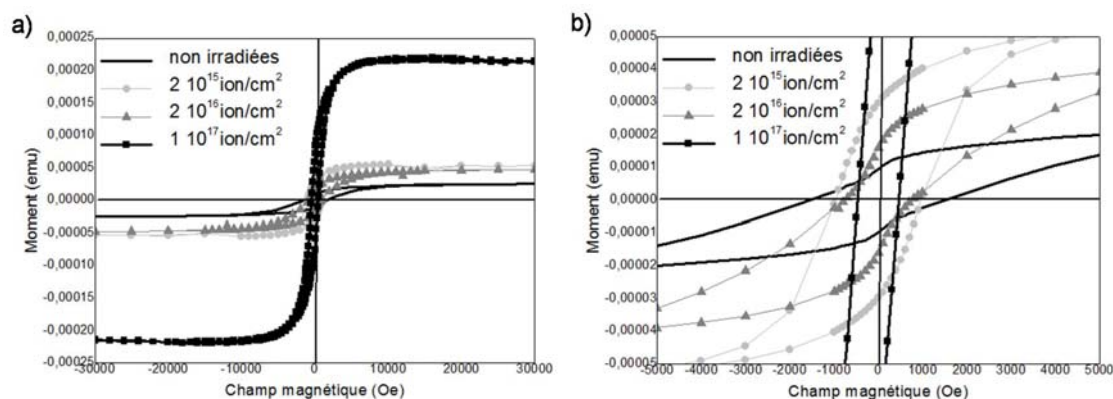 a)
0,00025
0,00020
0,00015
0,00010
0,00005
0,00000
-0,00005
-0,00010
-0,00015
-0,00020
-0,00025
Moment (emu)
non irradiées
2 10^15 ion/cm^2
2 10^16 ion/cm^2
1 10^17 ion/cm^2
-30000 -20000 -10000 0 10000 20000 30000
Champ magnétique (Oe)
b)
0,00005
0,00004
0,00003
0,00002
0,00001
0,00000
-0,00001
-0,00002
-0,00003
-0,00004
-0,00005
Moment (emu)
non irradiées
2 10^15 ion/cm^2
2 10^16 ion/cm^2
1 10^17 ion/cm^2
-5000 -4000 -3000 -2000 -1000 0 1000 2000 3000 4000 5000
Champ magnétique (Oe)